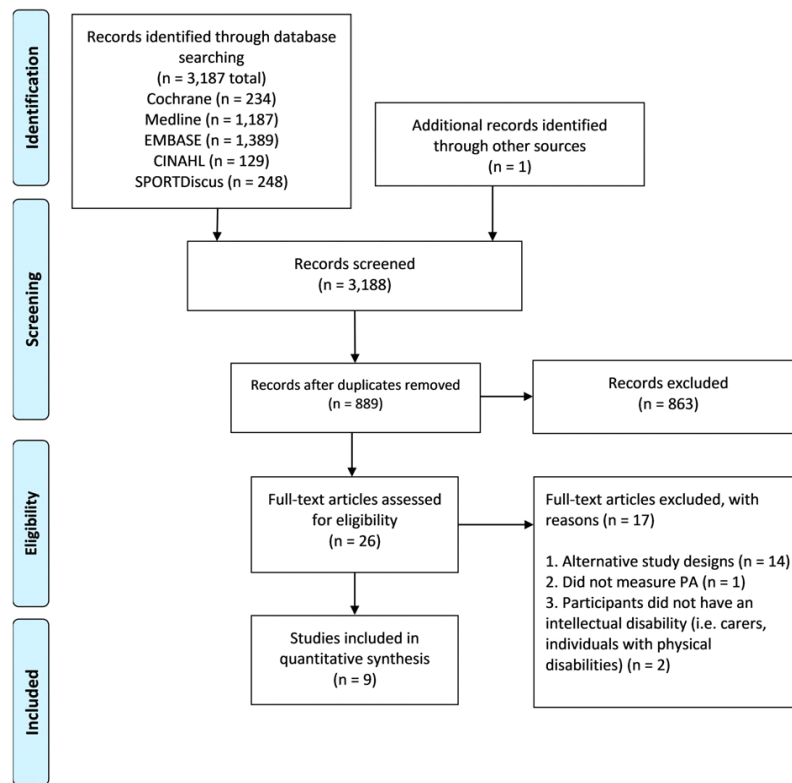 Identification
Records identified through database
searching
(n = 3,187 total)
Cochrane (n = 234)
Medline (n = 1,187)
EMBASE (n = 1,389)
CINAHL (n = 129)
SPORTDiscus (n = 248)
Additional records identified
through other sources
(n = 1)
Screening
Records screened
(n = 3,188)
Records after duplicates removed
(n = 889)
Records excluded
(n = 863)
Eligibility
Full-text articles assessed
for eligibility
(n = 26)
Full-text articles excluded, with
reasons (n = 17)
1. Alternative study designs (n = 14)
2. Did not measure PA (n = 1)
3. Participants did not have an
intellectual disability (i.e. carers,
individuals with physical
disabilities) (n = 2)
Included
Studies included in
quantitative synthesis
(n = 9)